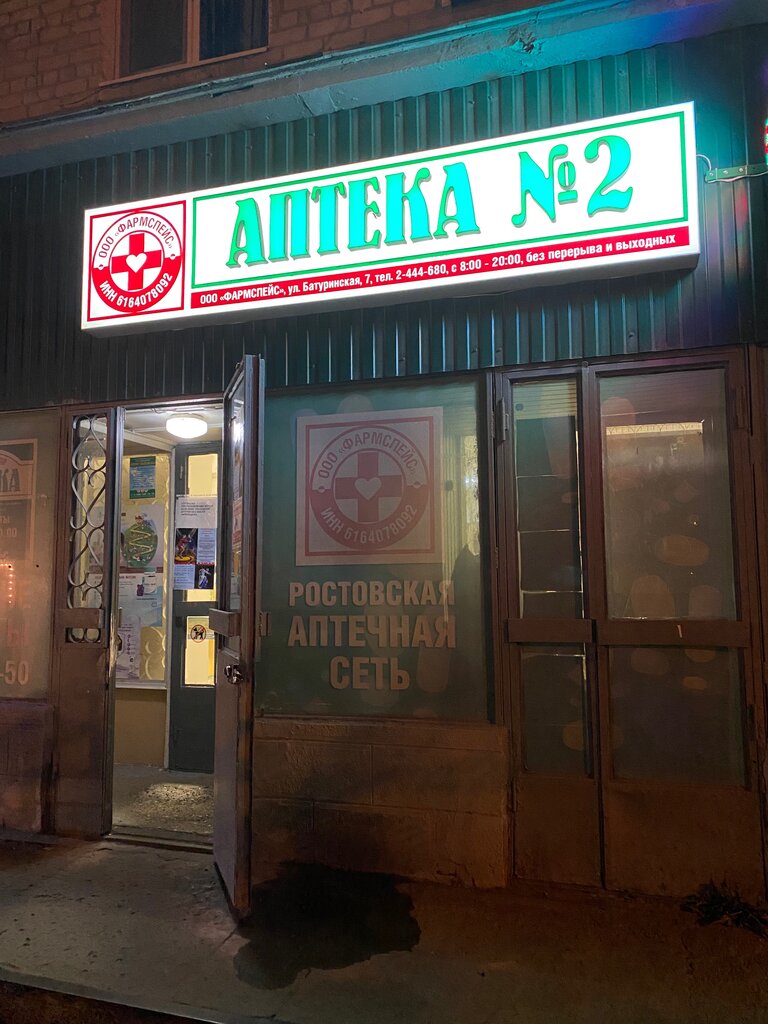 ООО «ФАРМСПЕЙС»
ИНН 6164078092
АПТЕКА №2
ООО «ФАРМСПЕЙС», ул. Батуринская, 7, тел. 2-444-680, с 8:00 - 20:00, без перерыва и выходных
ООО «ФАРМСПЕЙС»
ИНН 6164078092
РОСТОВСКАЯ
АПТЕЧНАЯ
СЕТЬ
-50